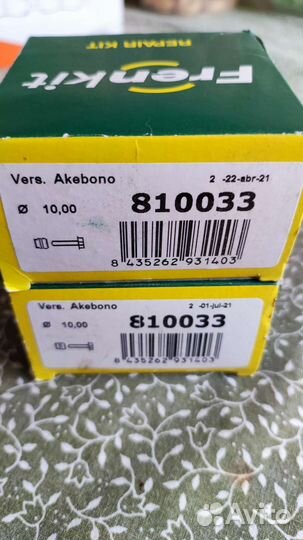 Frenkit
REPAIR KIT
Vers. Akebono 2 -22-abr-21
Ø 10,00 810033
8 435262 931403
Vers. Akebono 2 -01-jul-21
Ø 10,00 810033
8 435262 931403
Avito